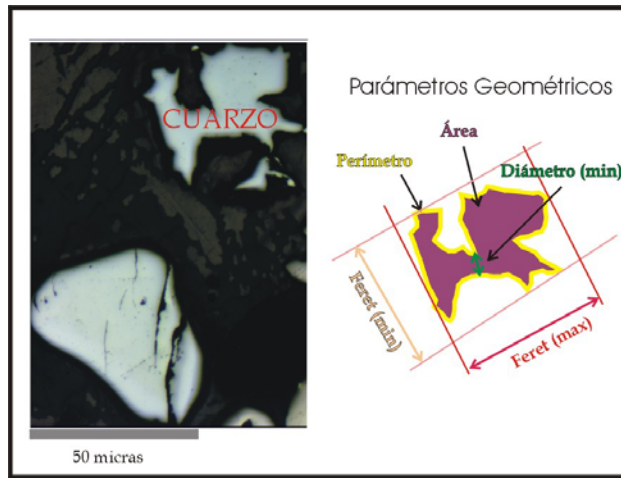 CUARZO
50 micras
Parámetros Geométricos
Área
Perímetro
Diámetro (min)
Feret (min)
Feret (max)